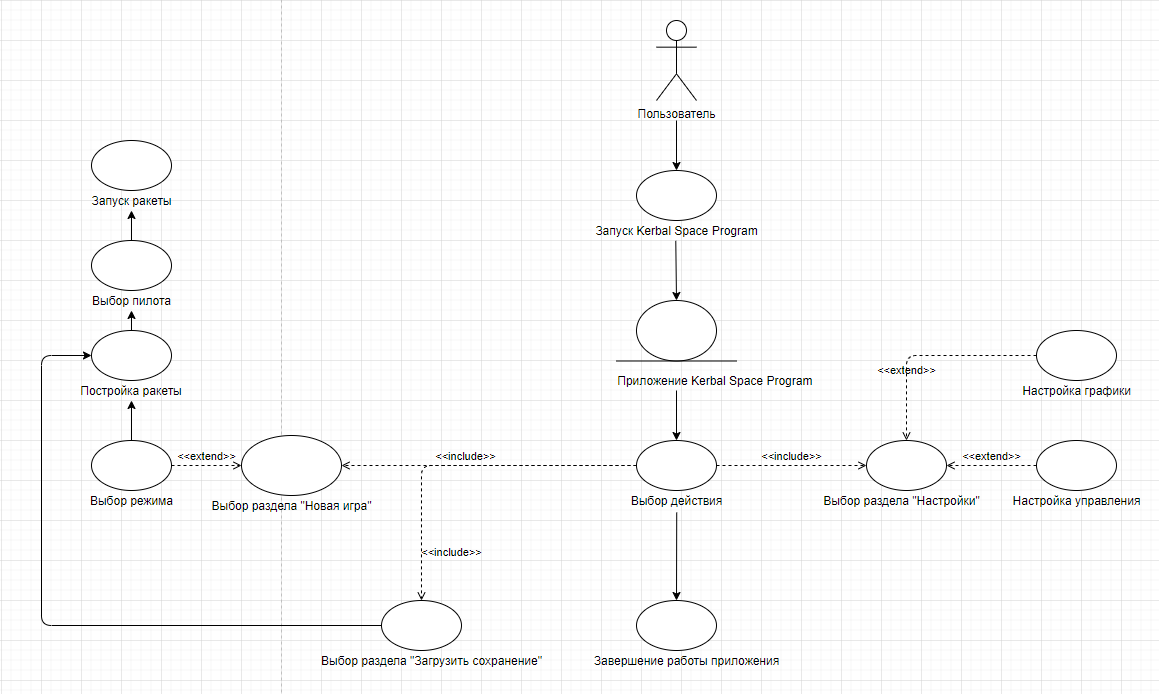 Пользователь
Запуск ракеты
Запуск Kerbal Space Program
Выбор пилота
Приложение Kerbal Space Program
<<extend>>
Постройка ракеты
Настройка графики
<<extend>>
<<include>>
<<include>>
<<extend>>
Выбор режима
Выбор раздела "Новая игра"
Выбор действия
Выбор раздела "Настройки"
Настройка управления
<<include>>
Выбор раздела "Загрузить сохранение"
Завершение работы приложения